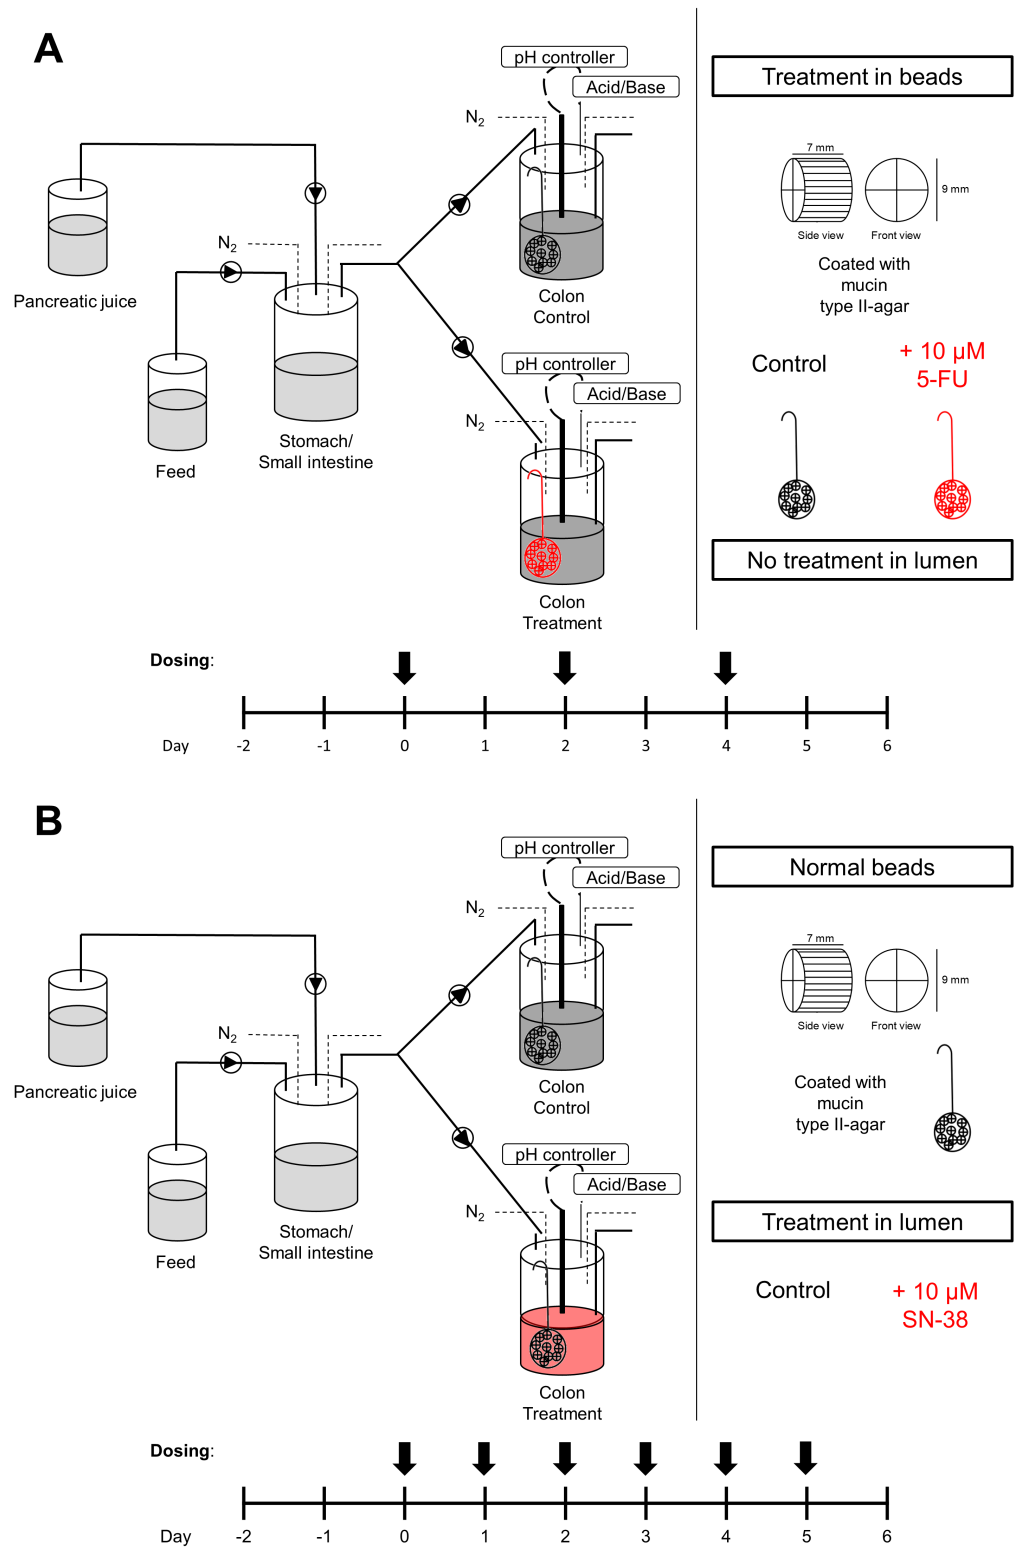 A
pH controller
Acid/Base
N2
Pancreatic juice
N2
Feed
Stomach/
Small intestine
Colon
Control
pH controller
Acid/Base
N2
Colon
Treatment
Treatment in beads
7 mm
9 mm
Side view
Front view
Coated with
mucin
type II-agar
Control
+ 10 µM
5-FU
No treatment in lumen
Dosing:
Day
-2 -1 0 1 2 3 4 5 6
B
pH controller
Acid/Base
N2
Pancreatic juice
N2
Feed
Stomach/
Small intestine
Colon
Control
pH controller
Acid/Base
N2
Colon
Treatment
Normal beads
7 mm
9 mm
Side view
Front view
Coated with
mucin
type II-agar
Treatment in lumen
Control
+ 10 µM
SN-38
Dosing:
Day
-2 -1 0 1 2 3 4 5 6